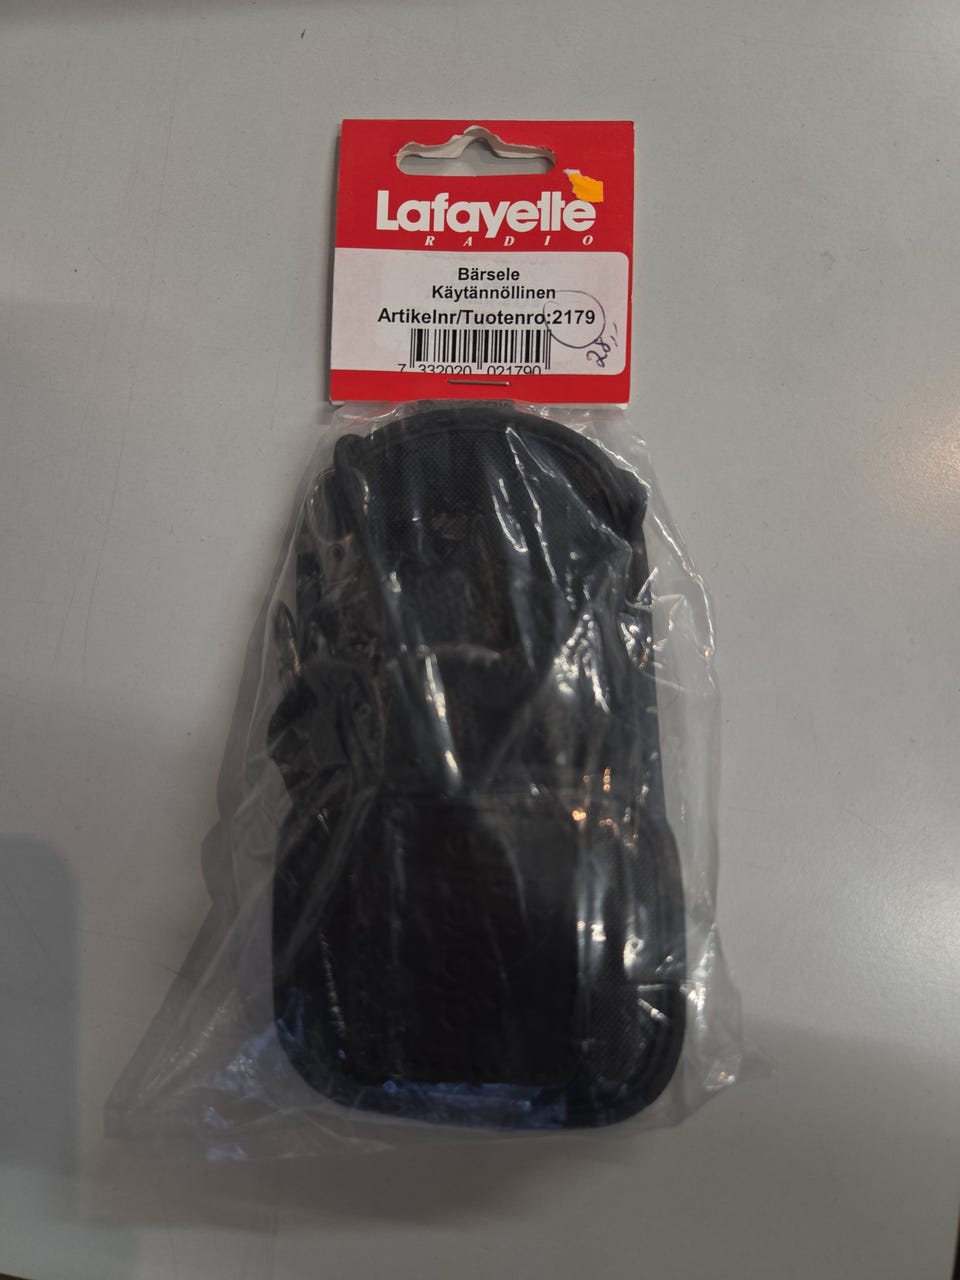 Lafayette
RADIO
Bärsele
Käytännöllinen
Artikelnr/Tuotenro:2179
28,-
7 332020 021790